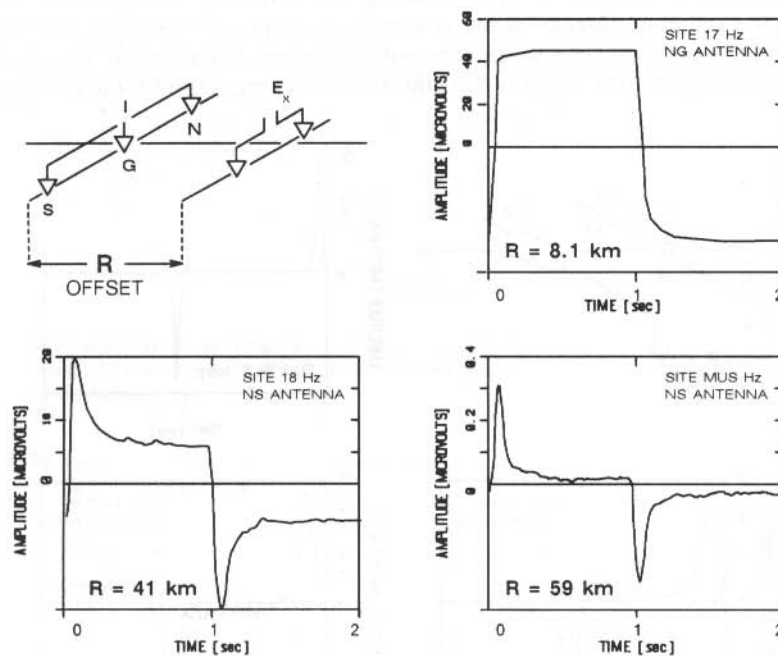 I
N
G
S
Eₓ
R
OFFSET
SITE 17 Hz
NG ANTENNA
AMPLITUDE [MICROVOLTS]
60
40
20
0
R = 8.1 km
0 1 2
TIME [sec]
SITE 18 Hz
NS ANTENNA
AMPLITUDE [MICROVOLTS]
20
10
0
R = 41 km
0 1 2
TIME [sec]
SITE MUS Hz
NS ANTENNA
AMPLITUDE [MICROVOLTS]
0.4
0.2
0
R = 59 km
0 1 2
TIME [sec]